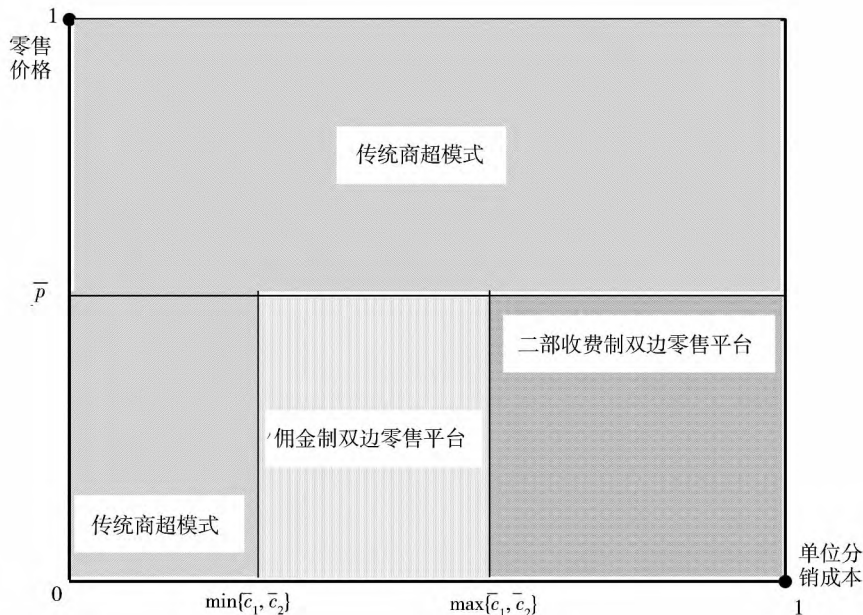 1
零售
价格
传统商超模式
p̅
二部收费制双边零售平台
佣金制双边零售平台
传统商超模式
单位分
销成本
0
min{c̅₁, c̅₂}
max{c̅₁, c̅₂}
1